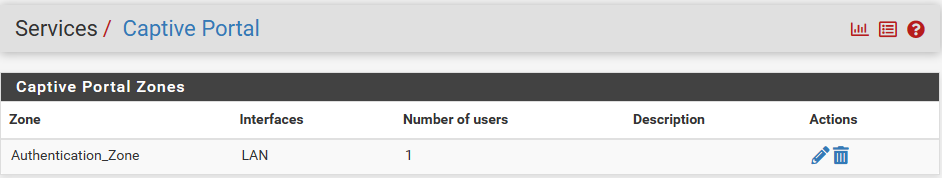 Services / Captive Portal
Captive Portal Zones
Zone Interfaces Number of users Description Actions
Authentication_Zone LAN 1